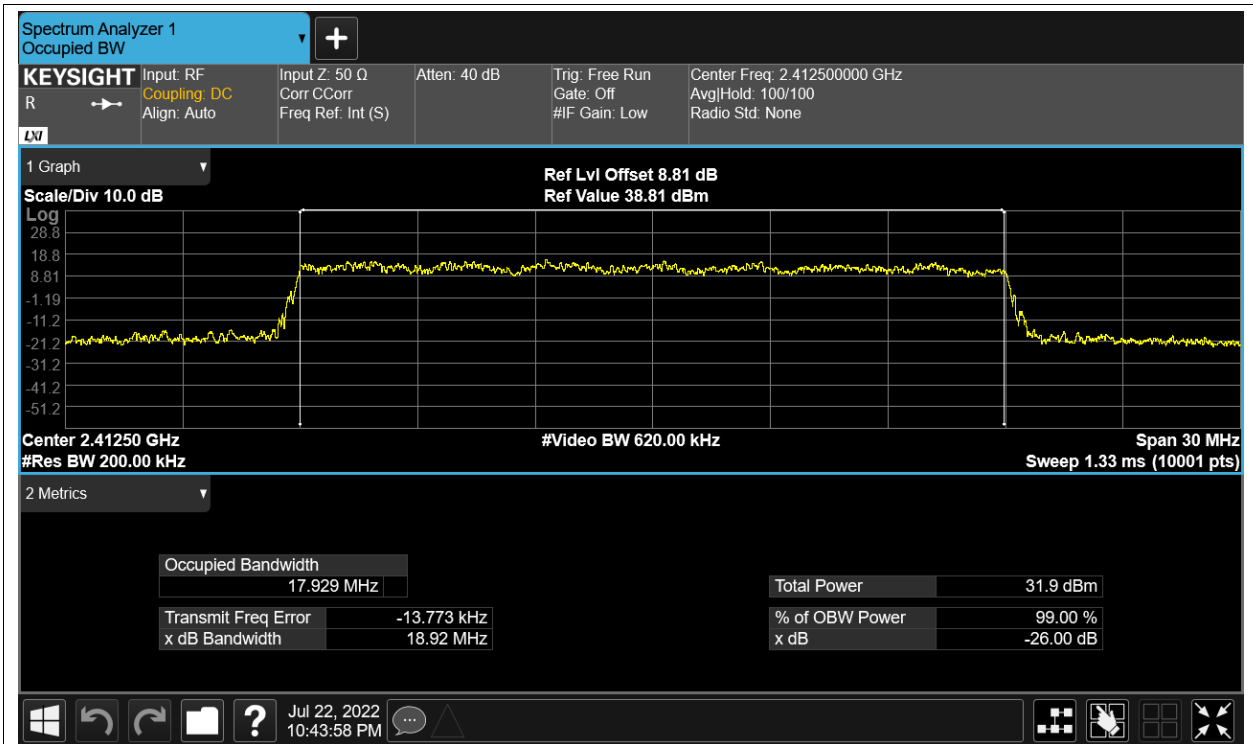 Spectrum Analyzer 1
Occupied BW
KEYSIGHT
R
LXI
Input: RF
Coupling: DC
Align: Auto
Input Z: 50 Ω
Corr CCorr
Freq Ref: Int (S)
Atten: 40 dB
Trig: Free Run
Gate: Off
#IF Gain: Low
Center Freq: 2.412500000 GHz
Avg|Hold: 100/100
Radio Std: None
1 Graph
Scale/Div 10.0 dB
Ref Lvl Offset 8.81 dB
Ref Value 38.81 dBm
Log
28.8
18.8
8.81
-1.19
-11.2
-21.2
-31.2
-41.2
-51.2
Center 2.41250 GHz
#Video BW 620.00 kHz
Span 30 MHz
#Res BW 200.00 kHz
Sweep 1.33 ms (10001 pts)
2 Metrics
Occupied Bandwidth
17.929 MHz
Total Power 31.9 dBm
Transmit Freq Error -13.773 kHz
% of OBW Power 99.00 %
x dB Bandwidth 18.92 MHz
x dB -26.00 dB
?
Jul 22, 2022
10:43:58 PM